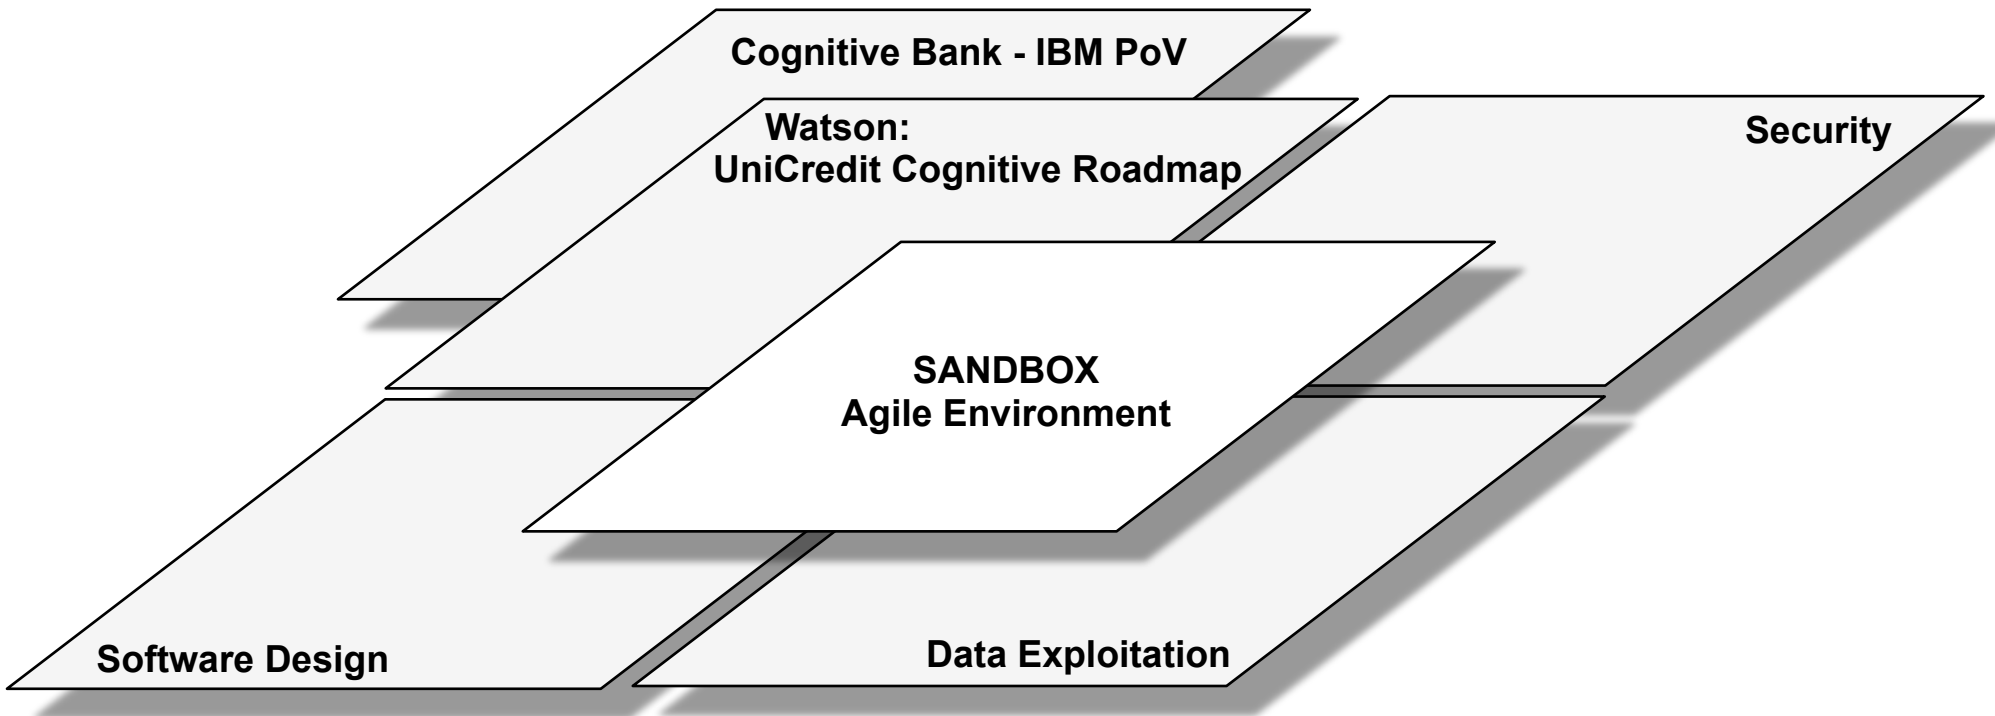 Cognitive Bank - IBM PoV
Watson:
UniCredit Cognitive Roadmap
Security
SANDBOX
Agile Environment
Software Design
Data Exploitation